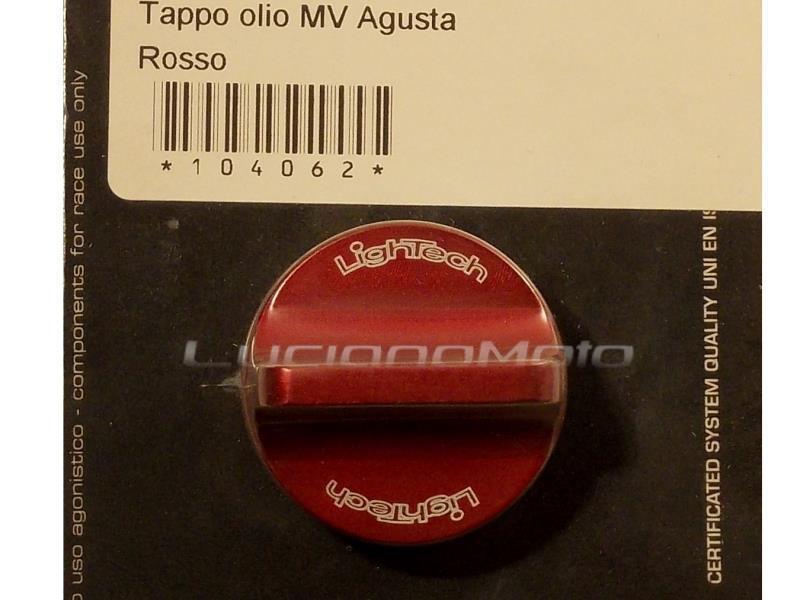 Tappo olio MV Agusta
Rosso
*104062*
uso agonistico - components for race use only
LighTech
LucianoMoto
LighTech
CERTIFICATED SYSTEM QUALITY UNI EN